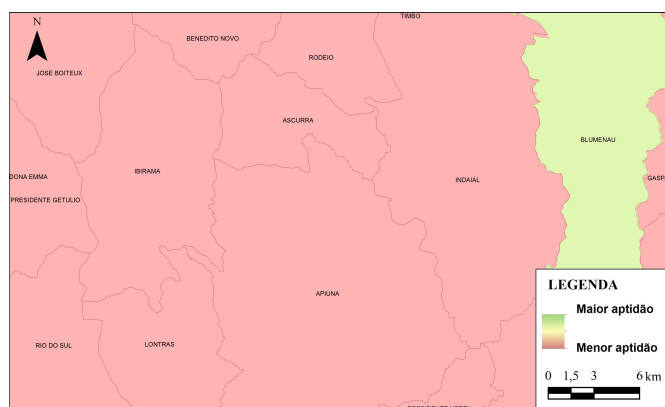 N
TIMBO
BENEDITO NOVO
RODEIO
JOSE BOITEUX
ASCURRA
BLUMENAU
IBIRAMA
DONA EMMA
INDAIAL
GASP
PRESIDENTE GETULIO
APIUNA
RIO DO SUL
LONTRAS
LEGENDA
Maior aptidão
Menor aptidão
0 1,5 3 6 km